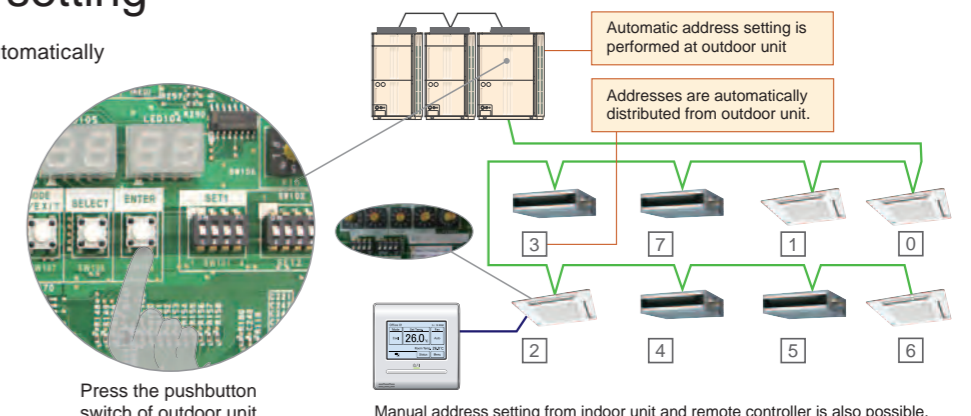 setting
tomatically
Automatic address setting is
performed at outdoor unit
Addresses are automatically
distributed from outdoor unit.
LED104
SELECT
ENTER
SET1
3
7
1
0
26.0
2
4
5
6
Press the pushbutton
switch of outdoor unit
Manual address setting from indoor unit and remote controller is also possible.